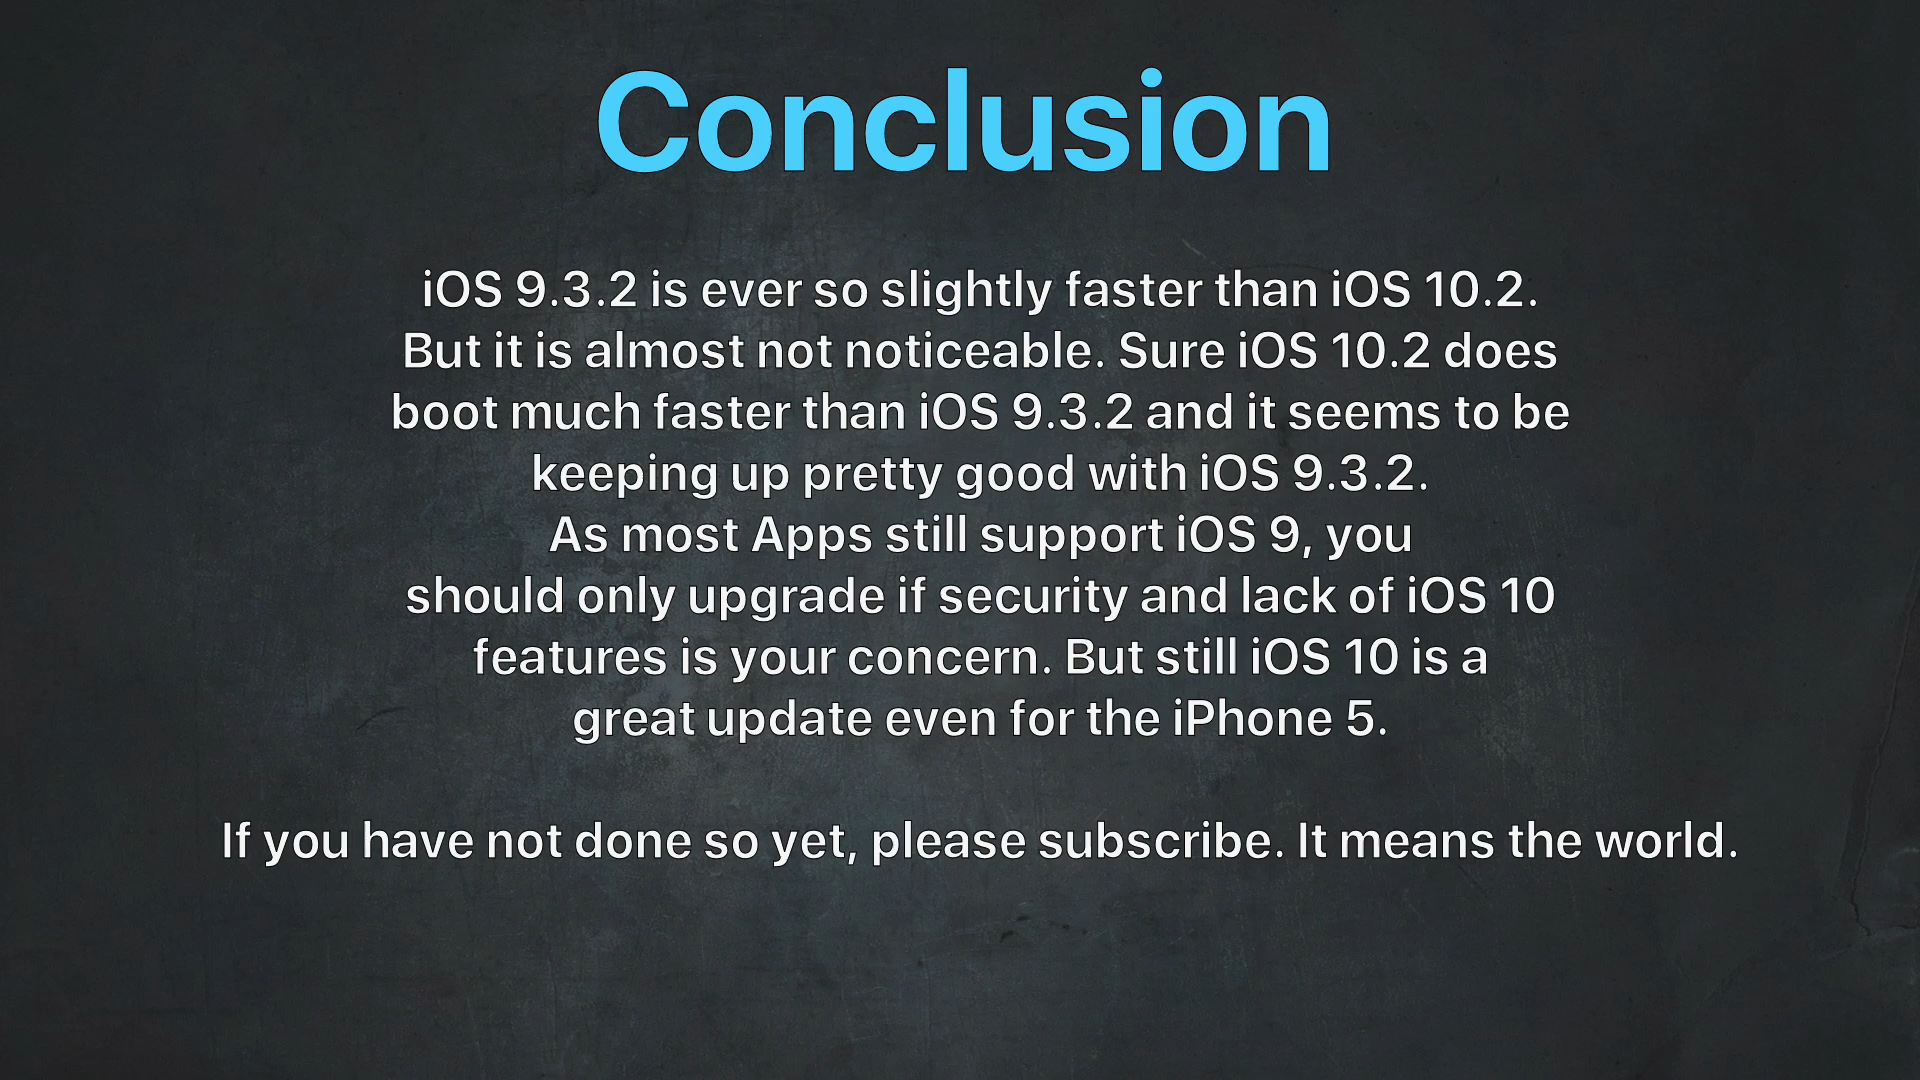 Conclusion
iOS 9.3.2 is ever so slightly faster than iOS 10.2.
But it is almost not noticeable. Sure iOS 10.2 does
boot much faster than iOS 9.3.2 and it seems to be
keeping up pretty good with iOS 9.3.2.
As most Apps still support iOS 9, you
should only upgrade if security and lack of iOS 10
features is your concern. But still iOS 10 is a
great update even for the iPhone 5.
If you have not done so yet, please subscribe. It means the world.